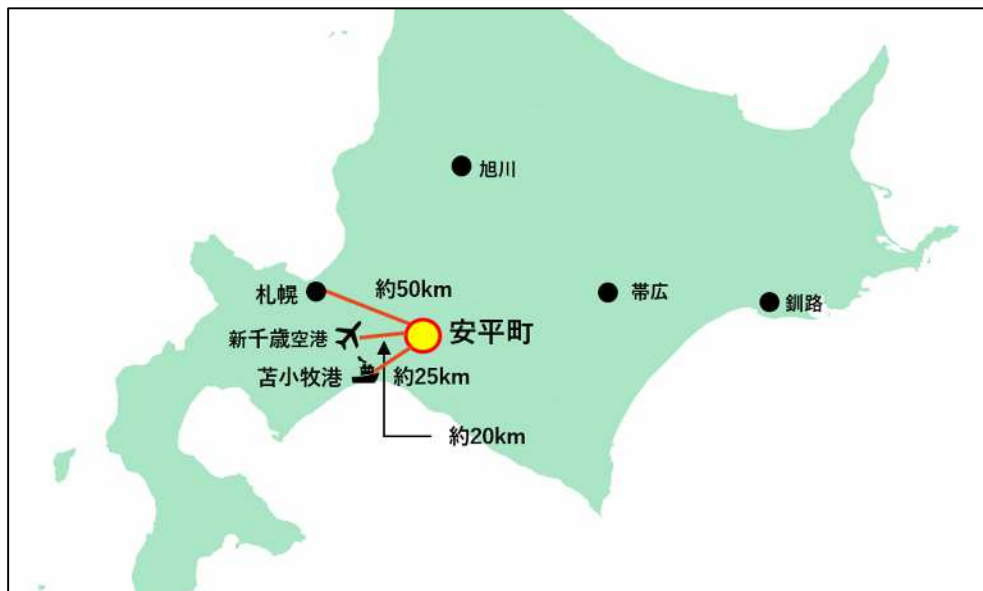 旭川
札幌
約50km
帯広
釧路
新千歳空港
安平町
苫小牧港
約25km
約20km